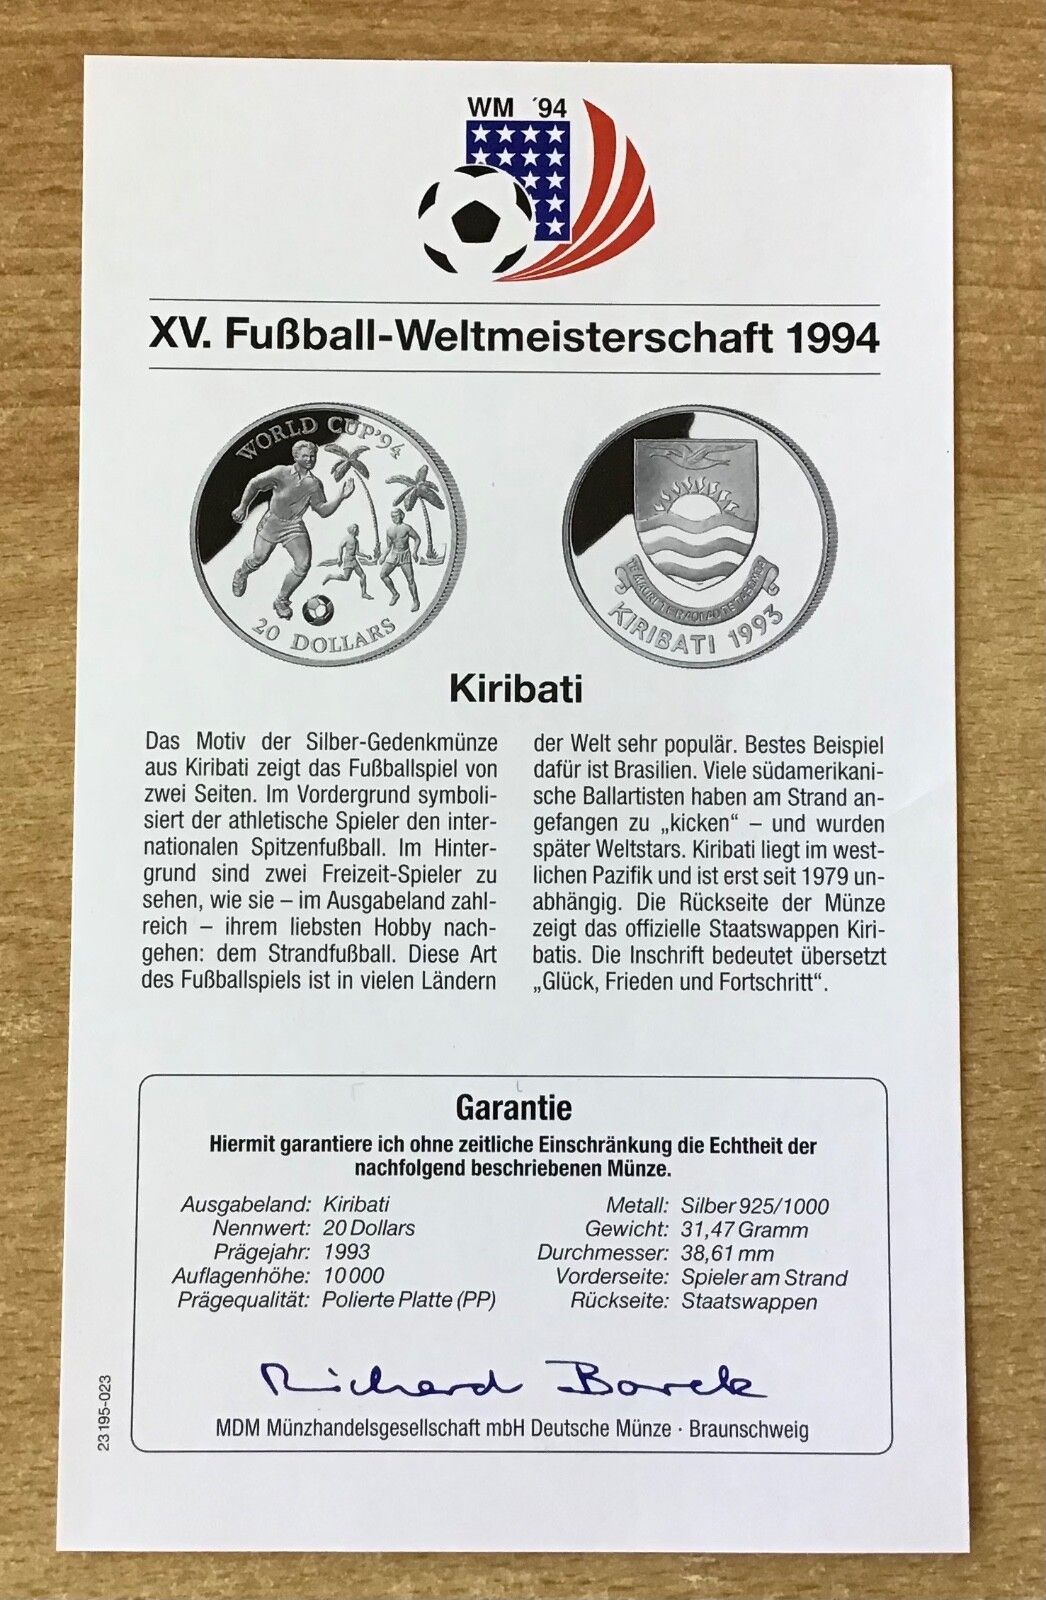 WM ´94
XV. Fußball-Weltmeisterschaft 1994
WORLD CUP'94
20 DOLLARS
KIRIBATI 1993
Kiribati
Das Motiv der Silber-Gedenkmünze
aus Kiribati zeigt das Fußballspiel von
zwei Seiten. Im Vordergrund symboli-
siert der athletische Spieler den inter-
nationalen Spitzenfußball. Im Hinter-
grund sind zwei Freizeit-Spieler zu
sehen, wie sie – im Ausgabeland zahl-
reich – ihrem liebsten Hobby nach-
gehen: dem Strandfußball. Diese Art
des Fußballspiels ist in vielen Ländern
der Welt sehr populär. Bestes Beispiel
dafür ist Brasilien. Viele südamerikani-
sche Ballartisten haben am Strand an-
gefangen zu „kicken“ – und wurden
später Weltstars. Kiribati liegt im west-
lichen Pazifik und ist erst seit 1979 un-
abhängig. Die Rückseite der Münze
zeigt das offizielle Staatswappen Kiri-
batis. Die Inschrift bedeutet übersetzt
„Glück, Frieden und Fortschritt“.
Garantie
Hiermit garantiere ich ohne zeitliche Einschränkung die Echtheit der
nachfolgend beschriebenen Münze.
Ausgabeland: Kiribati
Nennwert: 20 Dollars
Prägejahr: 1993
Auflagenhöhe: 10 000
Prägequalität: Polierte Platte (PP)
Metall: Silber 925/1000
Gewicht: 31,47 Gramm
Durchmesser: 38,61 mm
Vorderseite: Spieler am Strand
Rückseite: Staatswappen
Richard Borek
MDM Münzhandelsgesellschaft mbH Deutsche Münze · Braunschweig
23 195-023